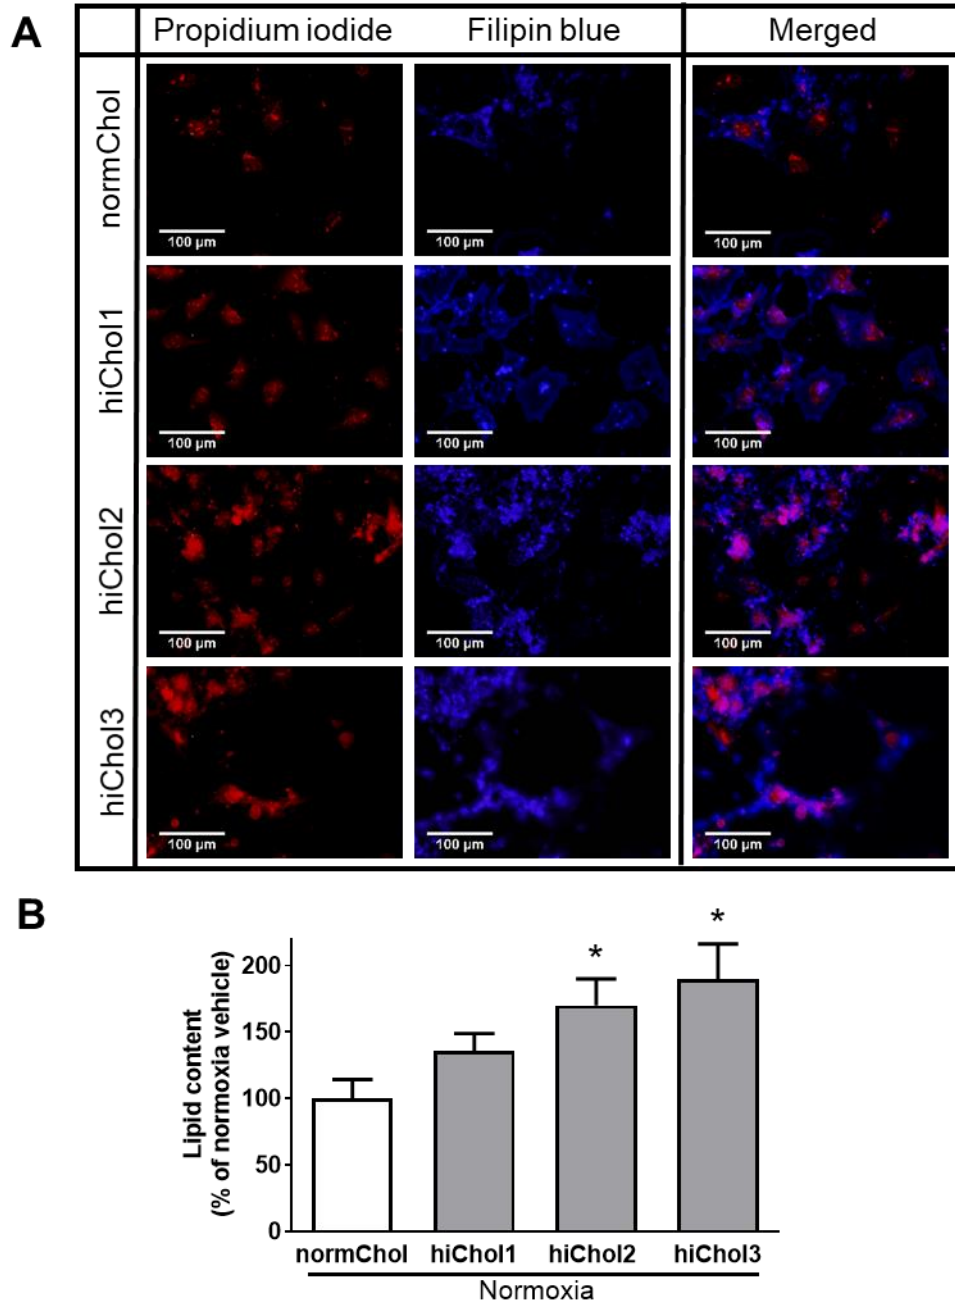 A
Propidium iodide Filipin blue Merged
normChol
100 µm 100 µm 100 µm
hiChol1
100 µm 100 µm 100 µm
hiChol2
100 µm 100 µm 100 µm
hiChol3
100 µm 100 µm 100 µm
B
Lipid content
(% of normoxia vehicle)
200
150
100
50
0
* *
normChol hiChol1 hiChol2 hiChol3
Normoxia